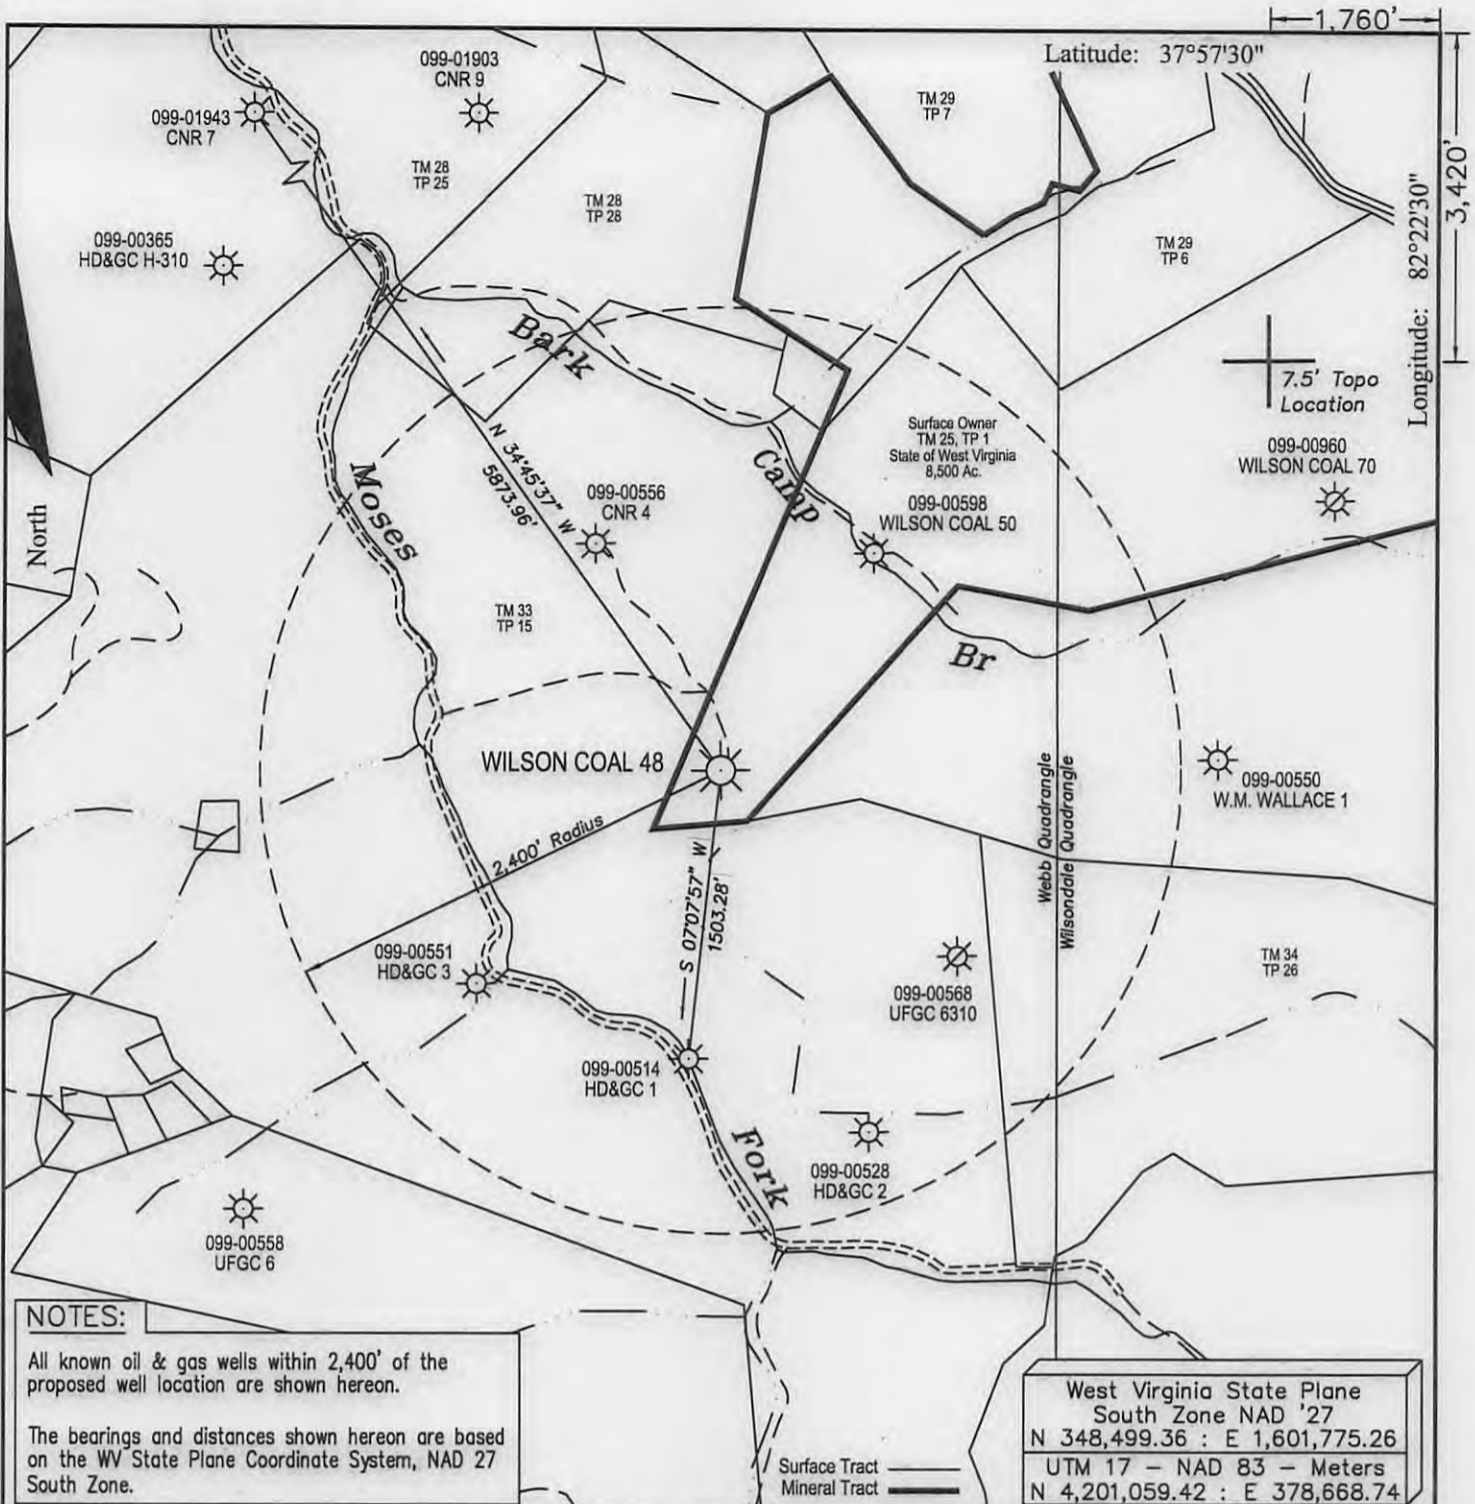 1,760'
Latitude: 37°57'30"
3,420'
Longitude: 82°22'30"
099-01903
CNR 9
099-01943
CNR 7
TM 28
TP 25
TM 28
TP 28
TM 29
TP 7
TM 29
TP 6
099-00365
HD&GC H-310
7.5' Topo
Location
Bark
Camp
Br
Surface Owner
TM 25, TP 1
State of West Virginia
8,500 Ac.
099-00598
WILSON COAL 50
099-00960
WILSON COAL 70
North
Moses
N 34°45'37" W
5873.96'
099-00556
CNR 4
TM 33
TP 15
WILSON COAL 48
2,400' Radius
S 07°07'57" W
1503.28'
Webb Quadrangle
Wilsondale Quadrangle
099-00550
W.M. WALLACE 1
099-00551
HD&GC 3
099-00568
UFGC 6310
TM 34
TP 26
099-00514
HD&GC 1
Fork
099-00528
HD&GC 2
099-00558
UFGC 6
NOTES:
All known oil & gas wells within 2,400' of the
proposed well location are shown hereon.
The bearings and distances shown hereon are based
on the WV State Plane Coordinate System, NAD 27
South Zone.
Surface Tract
Mineral Tract
West Virginia State Plane
South Zone NAD '27
N 348,499.36 : E 1,601,775.26
UTM 17 - NAD 83 - Meters
N 4,201,059.42 : E 378,668.74